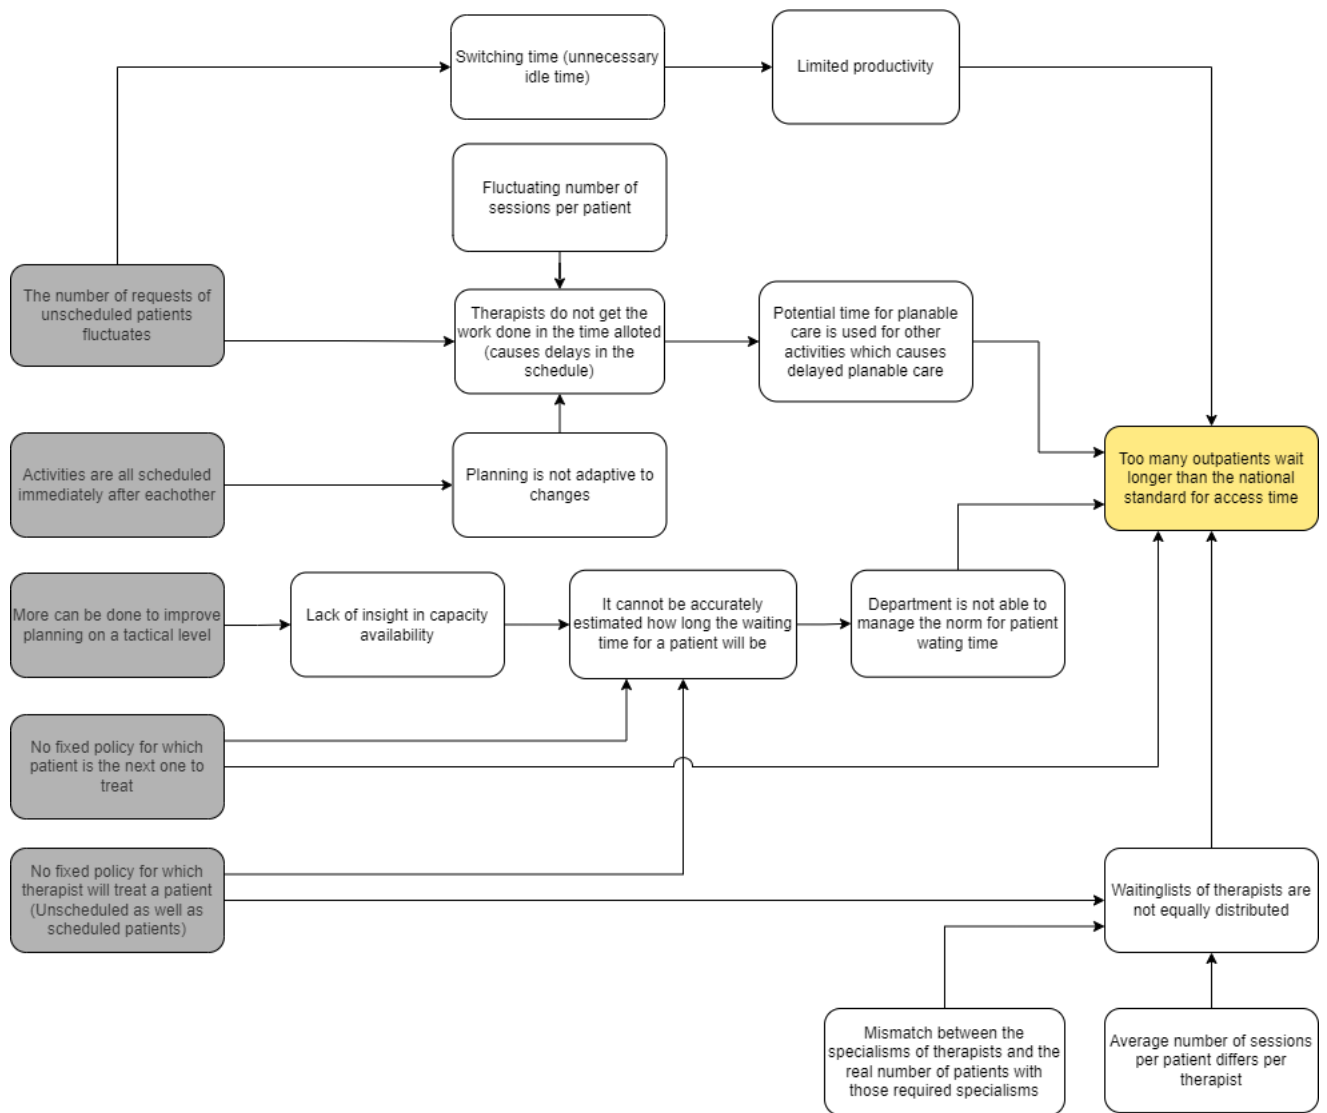 Switching time (unnecessary
idle time)
Limited productivity
Fluctuating number of
sessions per patient
The number of requests of
unscheduled patients
fluctuates
Therapists do not get the
work done in the time alloted
(causes delays in the
schedule)
Potential time for planable
care is used for other
activities which causes
delayed planable care
Activities are all scheduled
immediately after eachother
Planning is not adaptive to
changes
Too many outpatients wait
longer than the national
standard for access time
More can be done to improve
planning on a tactical level
Lack of insight in capacity
availability
It cannot be accurately
estimated how long the waiting
time for a patient will be
Department is not able to
manage the norm for patient
wating time
No fixed policy for which
patient is the next one to
treat
No fixed policy for which
therapist will treat a patient
(Unscheduled as well as
scheduled patients)
Waitinglists of therapists are
not equally distributed
Mismatch between the
specialisms of therapists and the
real number of patients with
those required specialisms
Average number of sessions
per patient differs per
therapist